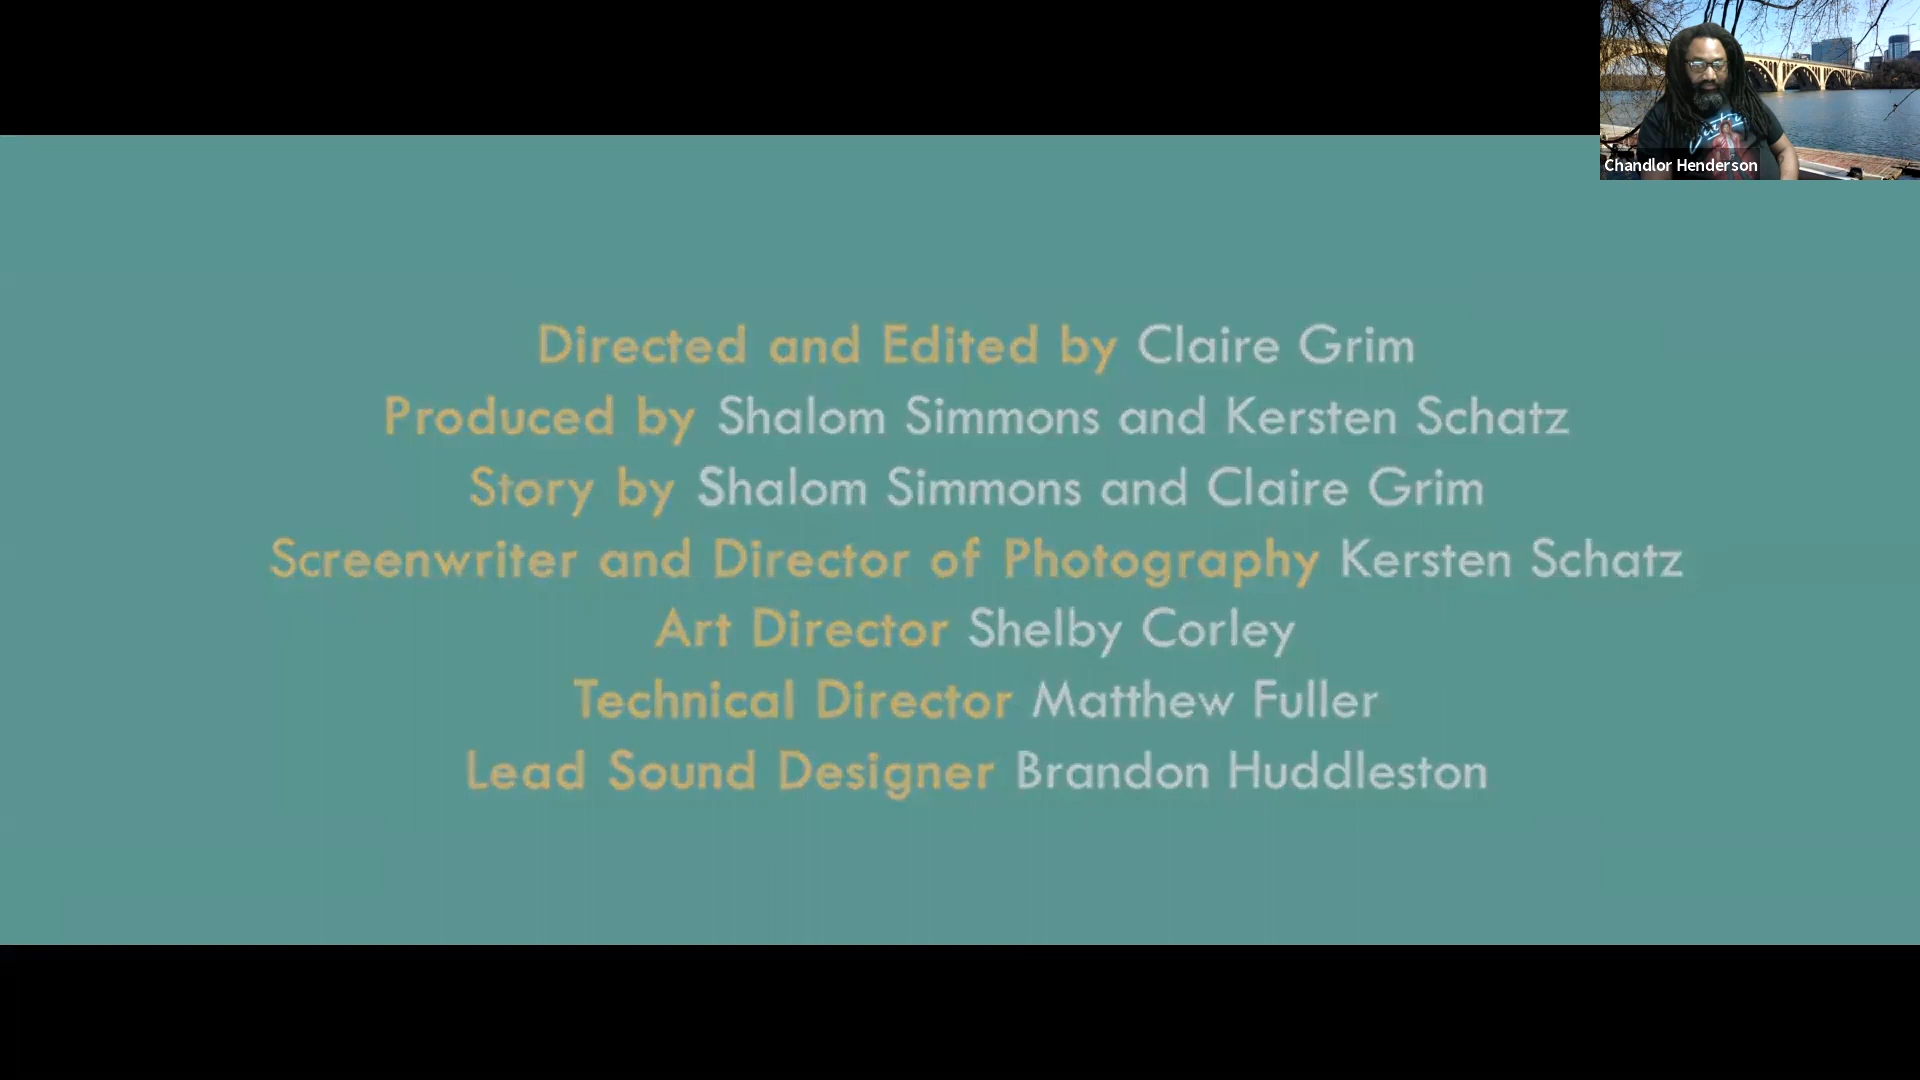 Chandlor Henderson
Directed and Edited by Claire Grim
Produced by Shalom Simmons and Kersten Schatz
Story by Shalom Simmons and Claire Grim
Screenwriter and Director of Photography Kersten Schatz
Art Director Shelby Corley
Technical Director Matthew Fuller
Lead Sound Designer Brandon Huddleston